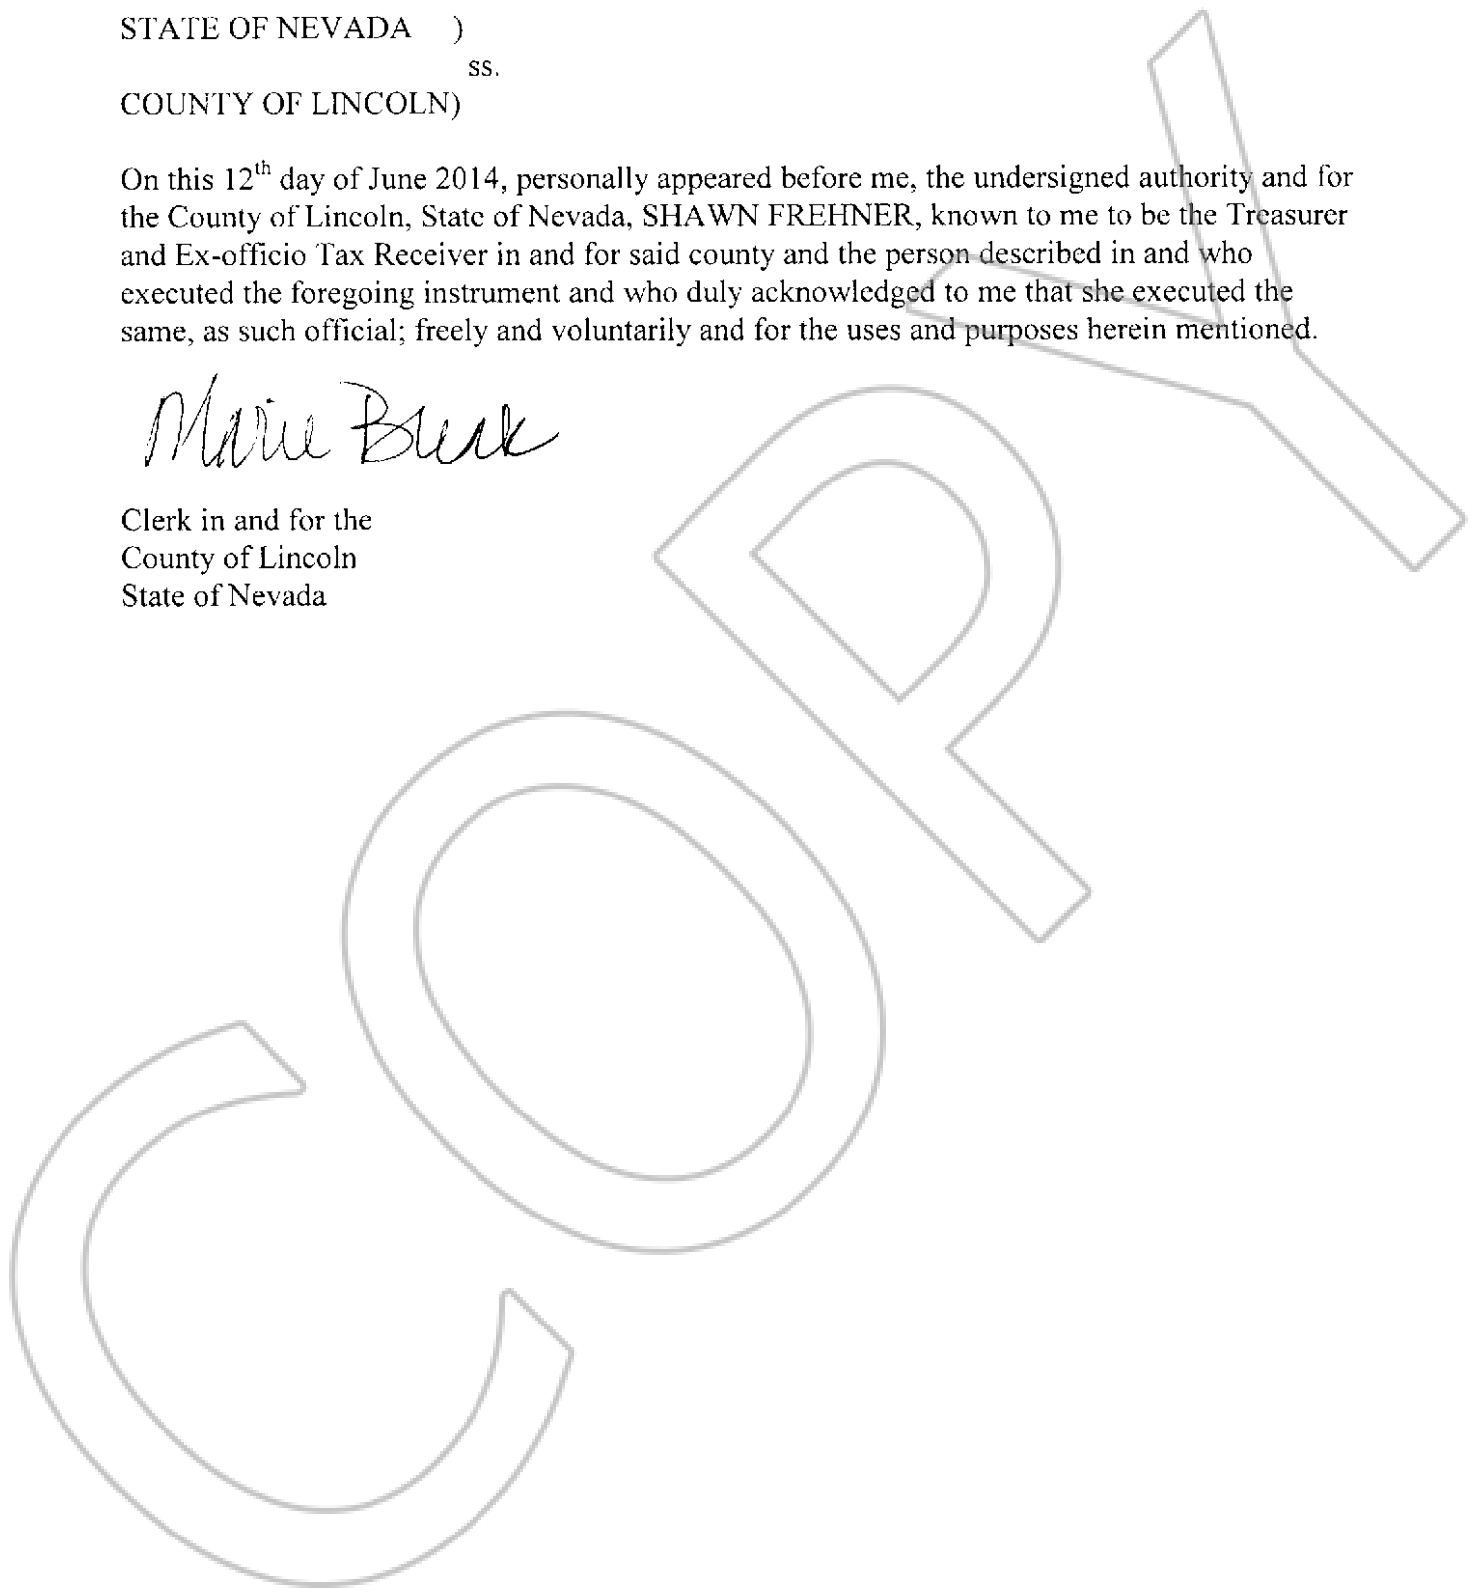 STATE OF NEVADA )
ss.
COUNTY OF LINCOLN)
On this 12th day of June 2014, personally appeared before me, the undersigned authority and for
the County of Lincoln, State of Nevada, SHAWN FREHNER, known to me to be the Treasurer
and Ex-officio Tax Receiver in and for said county and the person described in and who
executed the foregoing instrument and who duly acknowledged to me that she executed the
same, as such official; freely and voluntarily and for the uses and purposes herein mentioned.
Marie
Clerk in and for the
County of Lincoln
State of Nevada
COPY